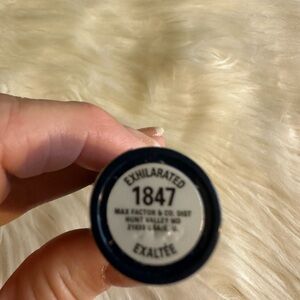 EXHILARATED
1847
MAX FACTOR & CO. DIST
HUNT VALLEY MD
EXALTÉE